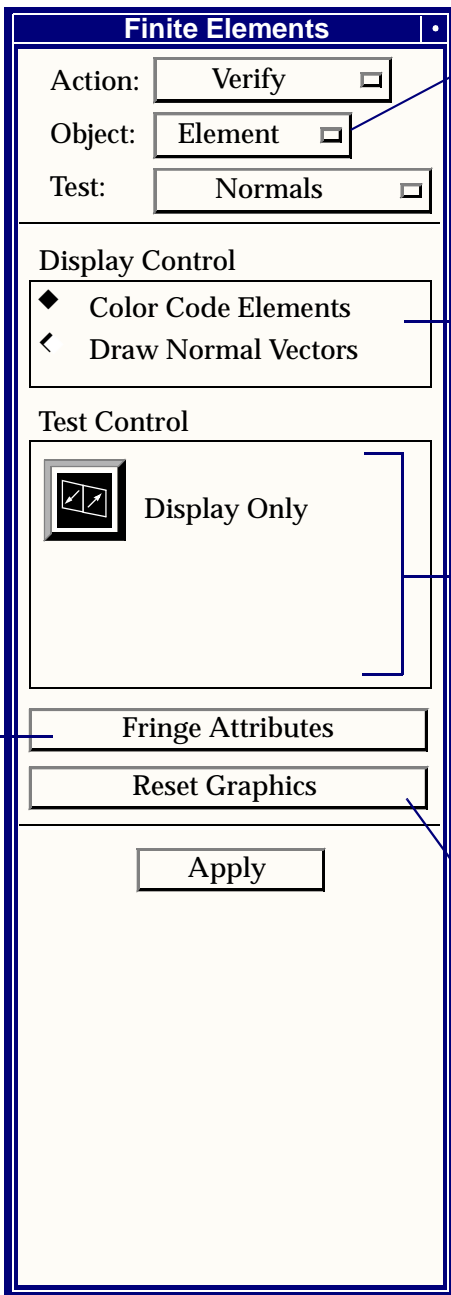 Finite Elements
Action: Verify
Object: Element
Test: Normals
Display Control
Color Code Elements
Draw Normal Vectors
Test Control
Display Only
Fringe Attributes
Reset Graphics
Apply